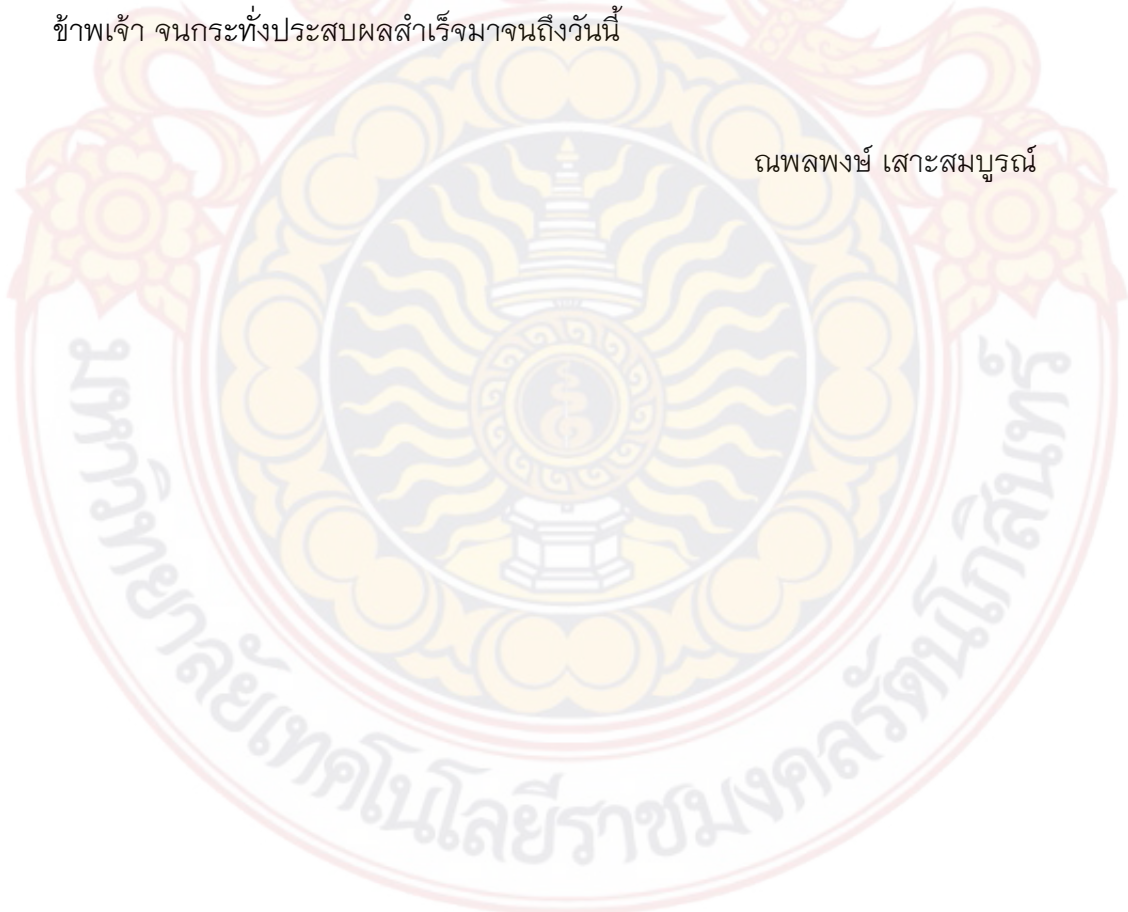 ข้าพเจ้า จนกระทั่งประสบผลสำเร็จมาจนถึงวันนี้
ณพลพงษ์ เสาะสมบูรณ์
มหาวิทยาลัยเทคโนโลยีราชมงคลรัตนโกสินทร์